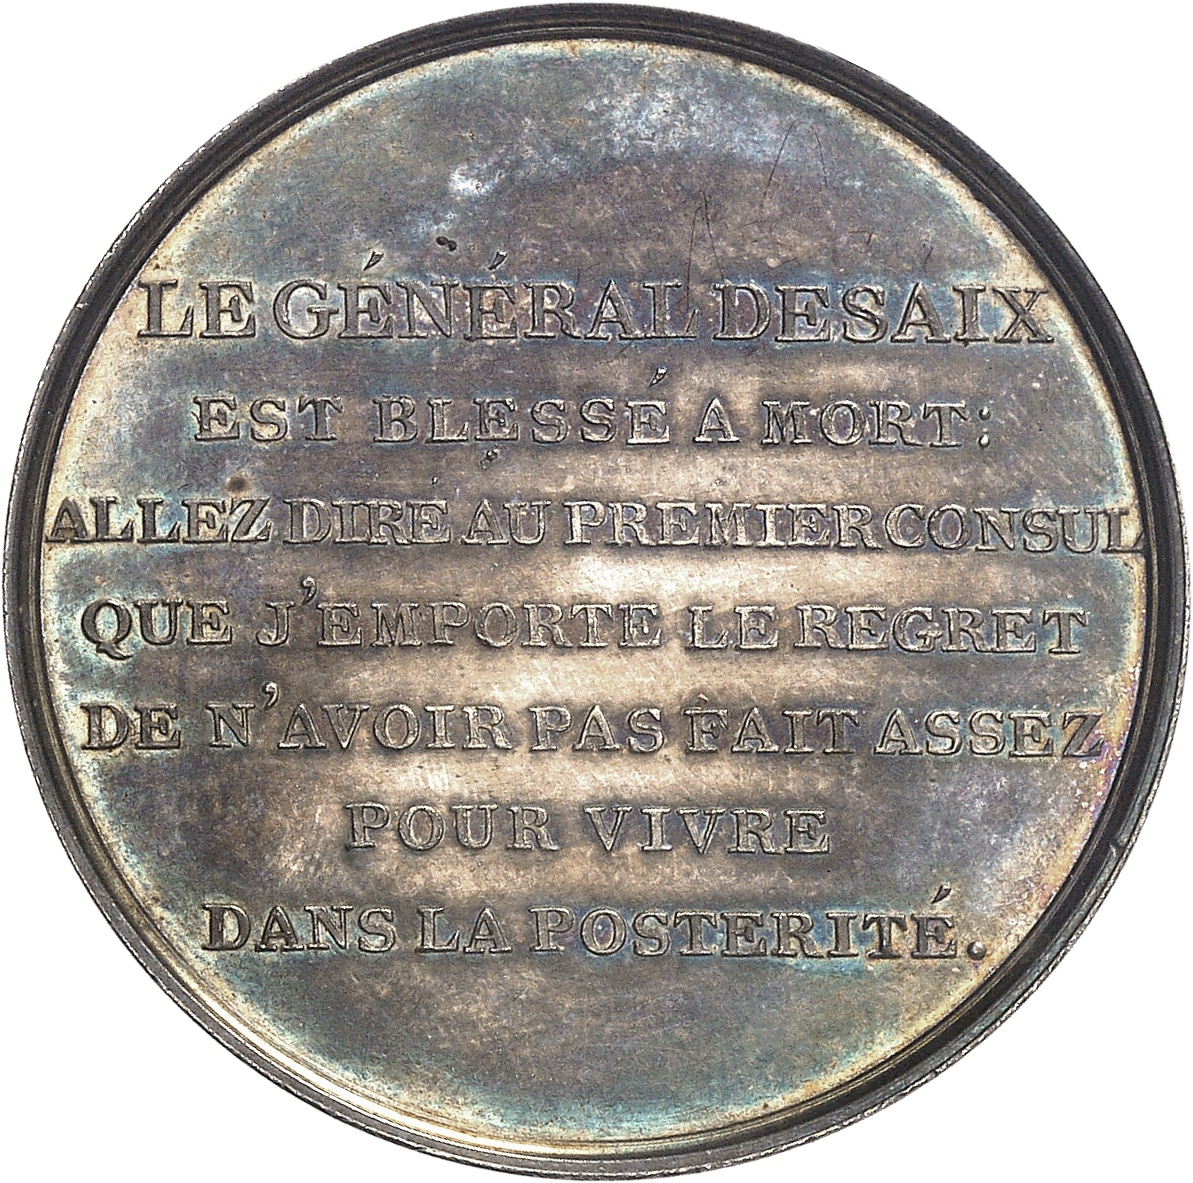 LE GÉNÉRAL DESAIX
EST BLESSÉ A MORT:
ALLEZ DIRE AU PREMIER CONSUL
QUE J'EMPORTE LE REGRET
DE N'AVOIR PAS FAIT ASSEZ
POUR VIVRE
DANS LA POSTERITÉ.